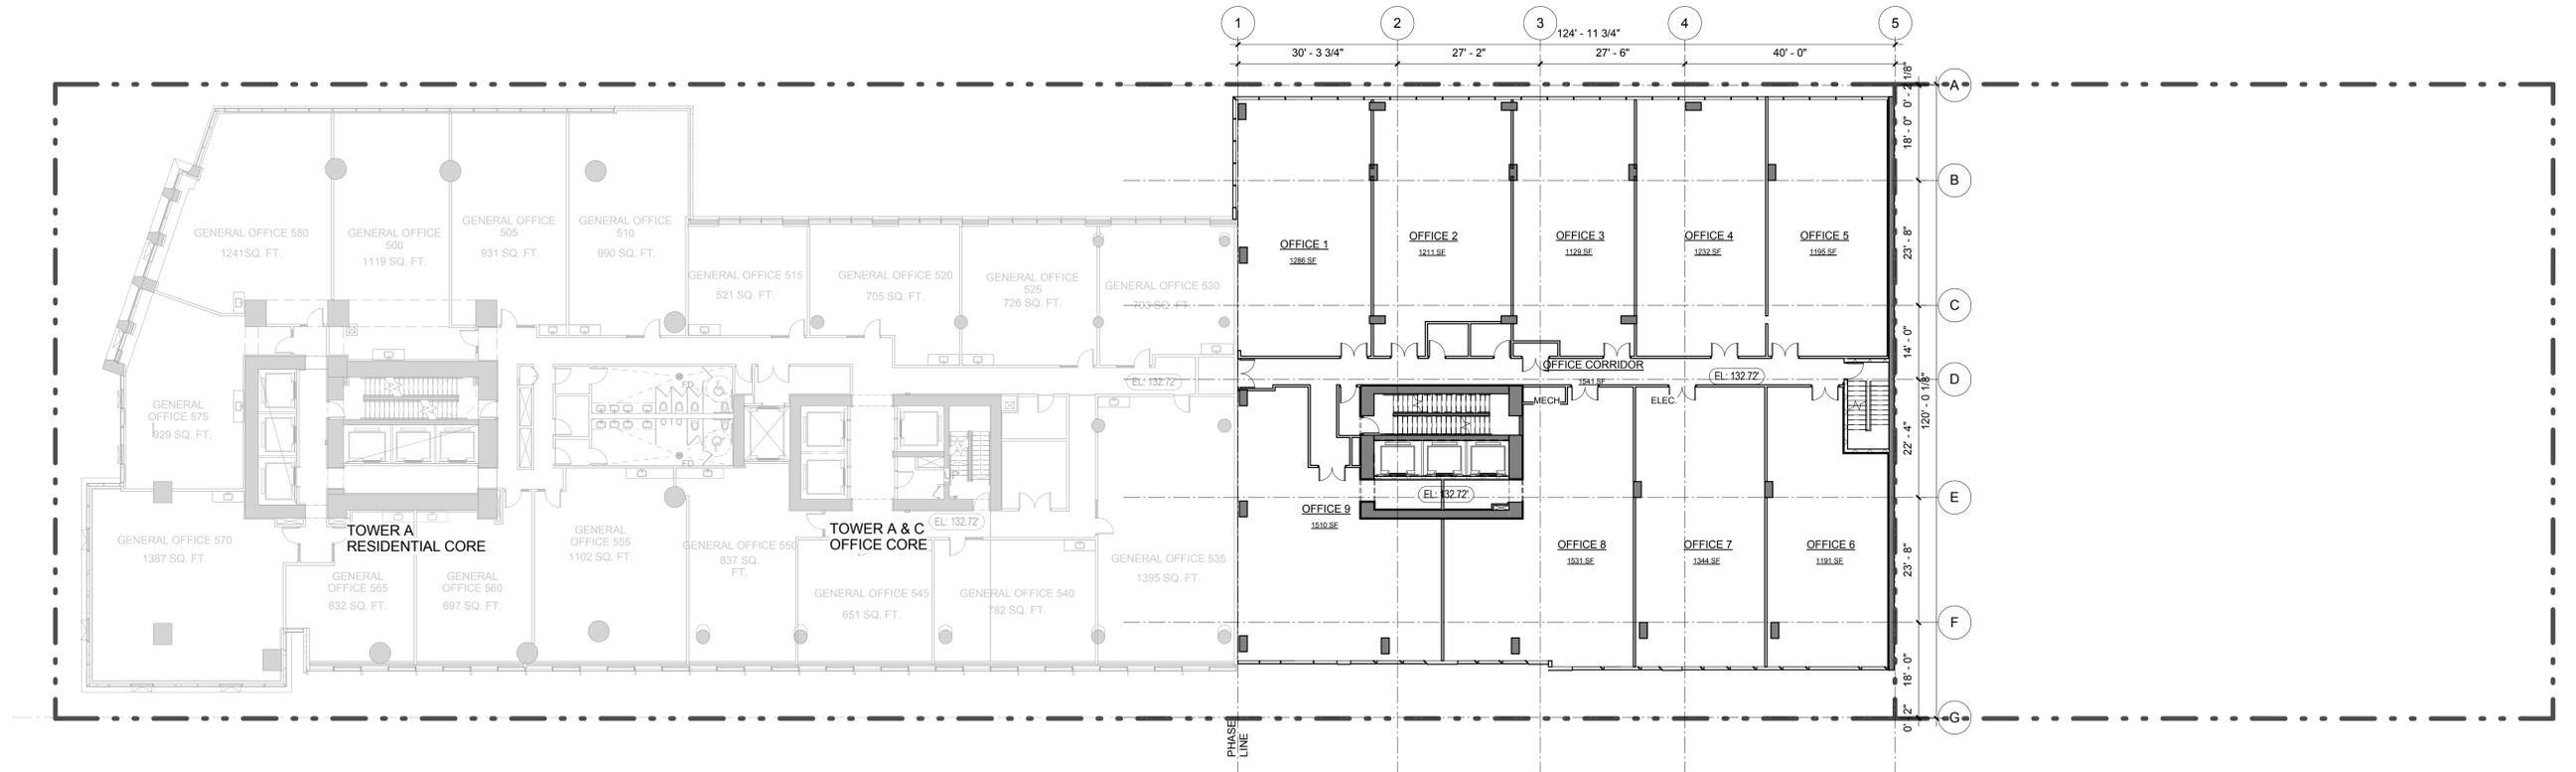 1
2
3
4
5
124' - 11 3/4"
30' - 3 3/4"
27' - 2"
27' - 6"
40' - 0"
A
B
C
D
E
F
G
0' - 2 1/8"
18' - 0"
23' - 8"
14' - 0"
120' - 0 1/8"
22' - 4"
23' - 8"
18' - 0"
0' 2"
GENERAL OFFICE 580
1241SQ. FT.
GENERAL OFFICE
500
1119 SQ. FT.
GENERAL OFFICE
505
931 SQ. FT.
GENERAL OFFICE
510
990 SQ. FT.
GENERAL OFFICE 515
521 SQ. FT.
GENERAL OFFICE 520
705 SQ. FT.
GENERAL OFFICE
525
726 SQ. FT.
GENERAL OFFICE 530
703 SQ. FT.
OFFICE 1
1286 SF
OFFICE 2
1211 SF
OFFICE 3
1129 SF
OFFICE 4
1232 SF
OFFICE 5
1195 SF
OFFICE CORRIDOR
1541 SF
EL: 132.72'
EL: 132.72'
MECH.
ELEC.
GENERAL
OFFICE 575
929 SQ. FT.
FD
FD
EL: 132.72'
EL: 132.72'
TOWER A
RESIDENTIAL CORE
TOWER A & C
OFFICE CORE
GENERAL OFFICE 570
1387 SQ. FT.
GENERAL
OFFICE 565
632 SQ. FT.
GENERAL
OFFICE 560
697 SQ. FT.
GENERAL
OFFICE 555
1102 SQ. FT.
GENERAL OFFICE 550
837 SQ.
FT.
GENERAL OFFICE 545
651 SQ. FT.
GENERAL OFFICE 540
782 SQ. FT.
GENERAL OFFICE 535
1395 SQ. FT.
OFFICE 9
1510 SF
OFFICE 8
1531 SF
OFFICE 7
1344 SF
OFFICE 6
1191 SF
PHASE
LINE